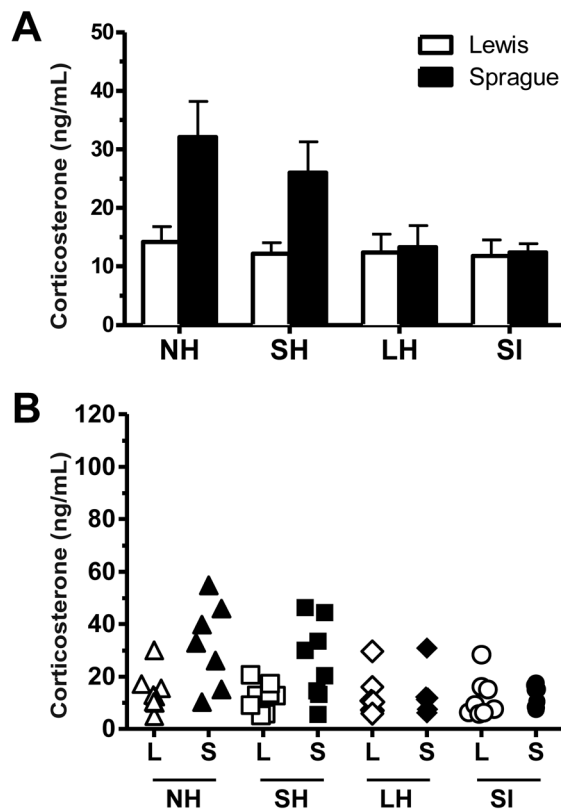 A
Corticosterone (ng/mL)
50
40
30
20
10
0
Lewis
Sprague
NH SH LH SI
B
Corticosterone (ng/mL)
120
100
80
60
40
20
0
L S L S L S L S
NH SH LH SI